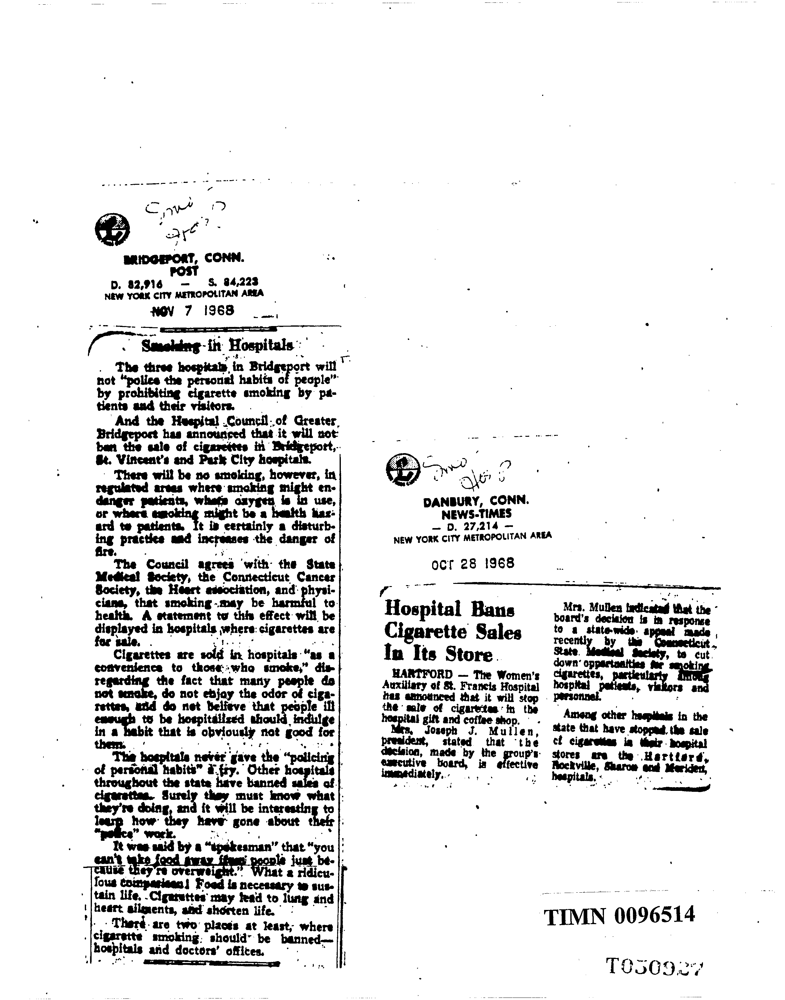 BRIDGEPORT, CONN.
POST
D. 82,916 — S. 84,223
NEW YORK CITY METROPOLITAN AREA
NOV 7 1968
Smoking in Hospitals
The three hospitals in Bridgeport will
not "police the personal habits of people"
by prohibiting cigarette smoking by pa-
tients and their visitors.
And the Hospital Council of Greater
Bridgeport has announced that it will not
ban the sale of cigarettes in Bridgeport,
St. Vincent's and Park City hospitals.
There will be no smoking, however, in
regulated areas where smoking might en-
danger patients, when oxygen is in use,
or where smoking might be a health haz-
ard to patients. It is certainly a disturb-
ing practice and increases the danger of
fire.
The Council agrees with the State
Medical Society, the Connecticut Cancer
Society, the Heart association, and physi-
cians, that smoking may be harmful to
health. A statement to this effect will be
displayed in hospitals where cigarettes are
for sale.
Cigarettes are sold in hospitals "as a
convenience to those who smoke," dis-
regarding the fact that many people do
not smoke, do not enjoy the odor of ciga-
rettes, and do not believe that people ill
enough to be hospitalized should indulge
in a habit that is obviously not good for
them.
The hospitals never gave the "policing
of personal habits" a try. Other hospitals
throughout the state have banned sales of
cigarettes. Surely they must know what
they're doing, and it will be interesting to
learn how they have gone about their
"police" work.
It was said by a "spokesman" that "you
can't take food away from people just be-
cause they're overweight." What a ridicu-
lous comparison! Food is necessary to sus-
tain life. Cigarettes may lead to lung and
heart ailments, and shorten life.
There are two places at least, where
cigarette smoking should be banned—
hospitals and doctors' offices.
DANBURY, CONN.
NEWS-TIMES
— D. 27,214 —
NEW YORK CITY METROPOLITAN AREA
OCT 28 1968
Hospital Bans
Cigarette Sales
In Its Store
HARTFORD — The Women's
Auxiliary of St. Francis Hospital
has announced that it will stop
the sale of cigarettes in the
hospital gift and coffee shop.
Mrs. Joseph J. Mullen,
president, stated that the
decision, made by the group's
executive board, is effective
immediately.
Mrs. Mullen indicated that the
board's decision is in response
to a state-wide appeal made
recently by the Connecticut
State Medical Society, to cut
down opportunities for smoking
cigarettes, particularly among
hospital patients, visitors and
personnel.
Among other hospitals in the
state that have stopped the sale
of cigarettes in their hospital
stores are the Hartford,
Rockville, Sharon and Meriden,
hospitals.
TIMN 0096514
T050927